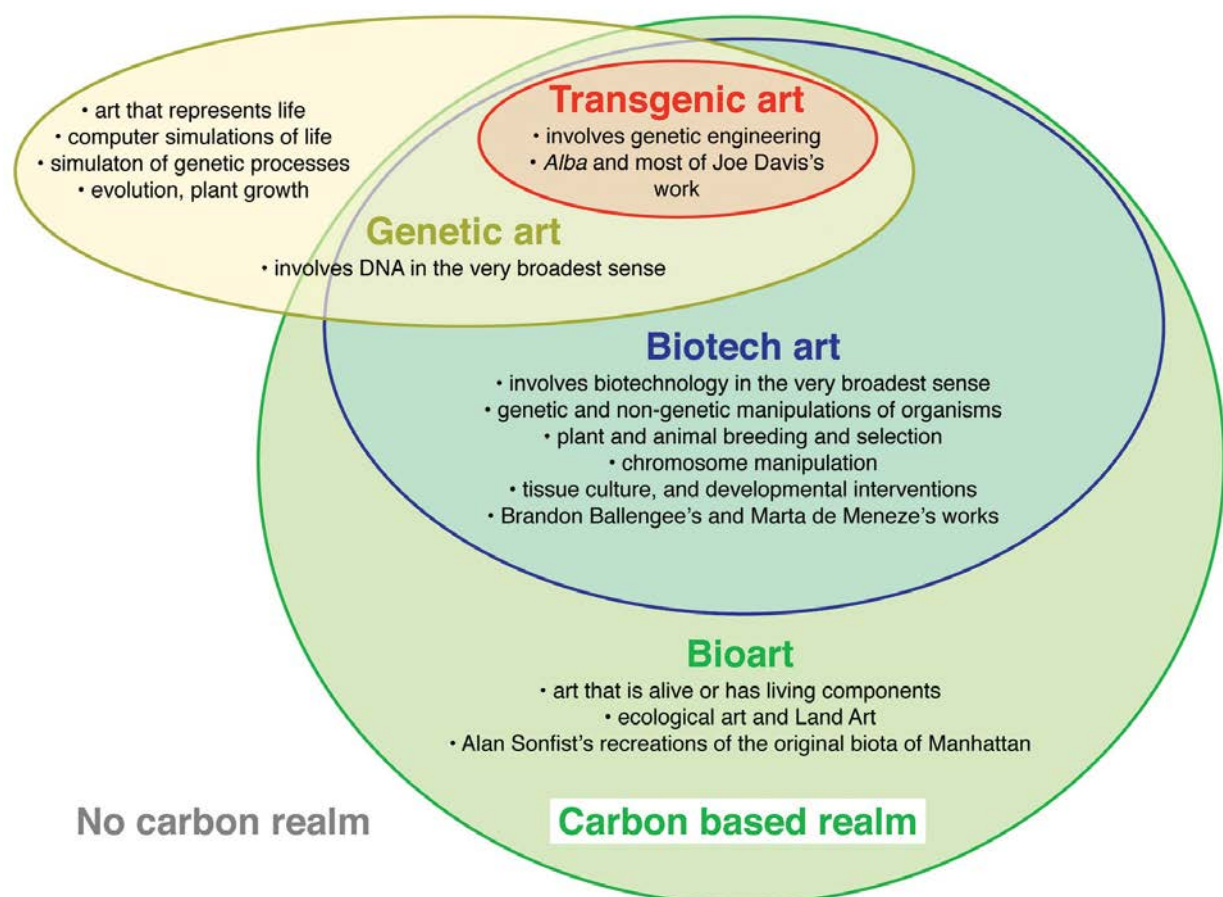 • art that represents life
• computer simulations of life
• simulaton of genetic processes
• evolution, plant growth
Transgenic art
• involves genetic engineering
• Alba and most of Joe Davis's
work
Genetic art
• involves DNA in the very broadest sense
Biotech art
• involves biotechnology in the very broadest sense
• genetic and non-genetic manipulations of organisms
• plant and animal breeding and selection
• chromosome manipulation
• tissue culture, and developmental interventions
• Brandon Ballengee's and Marta de Meneze's works
Bioart
• art that is alive or has living components
• ecological art and Land Art
• Alan Sonfist's recreations of the original biota of Manhattan
No carbon realm
Carbon based realm